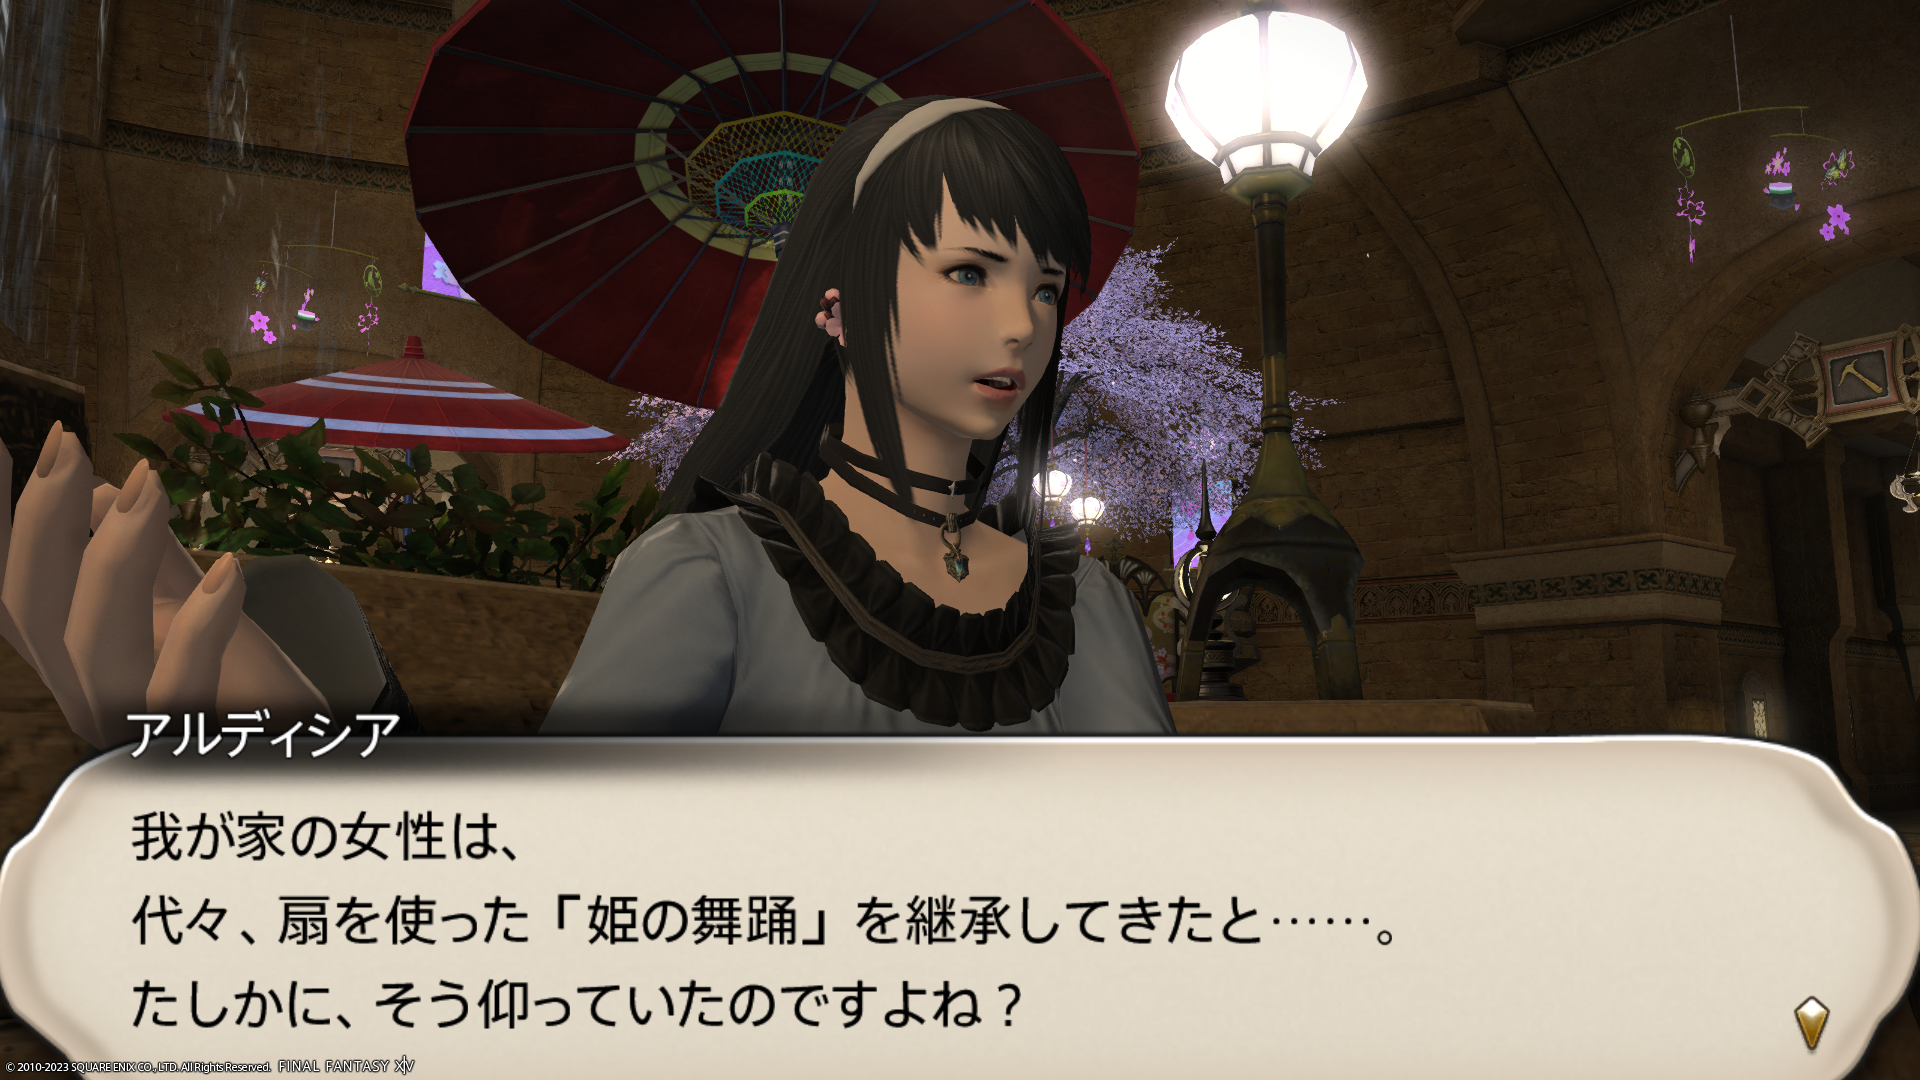 アルディシア
我が家の女性は、
代々、扇を使った「姫の舞踊」を継承してきたと……。
たしかに、そう仰っていたのですよね？
© 2010-2023 SQUARE ENIX CO., LTD. All Rights Reserved. FINAL FANTASY XIV